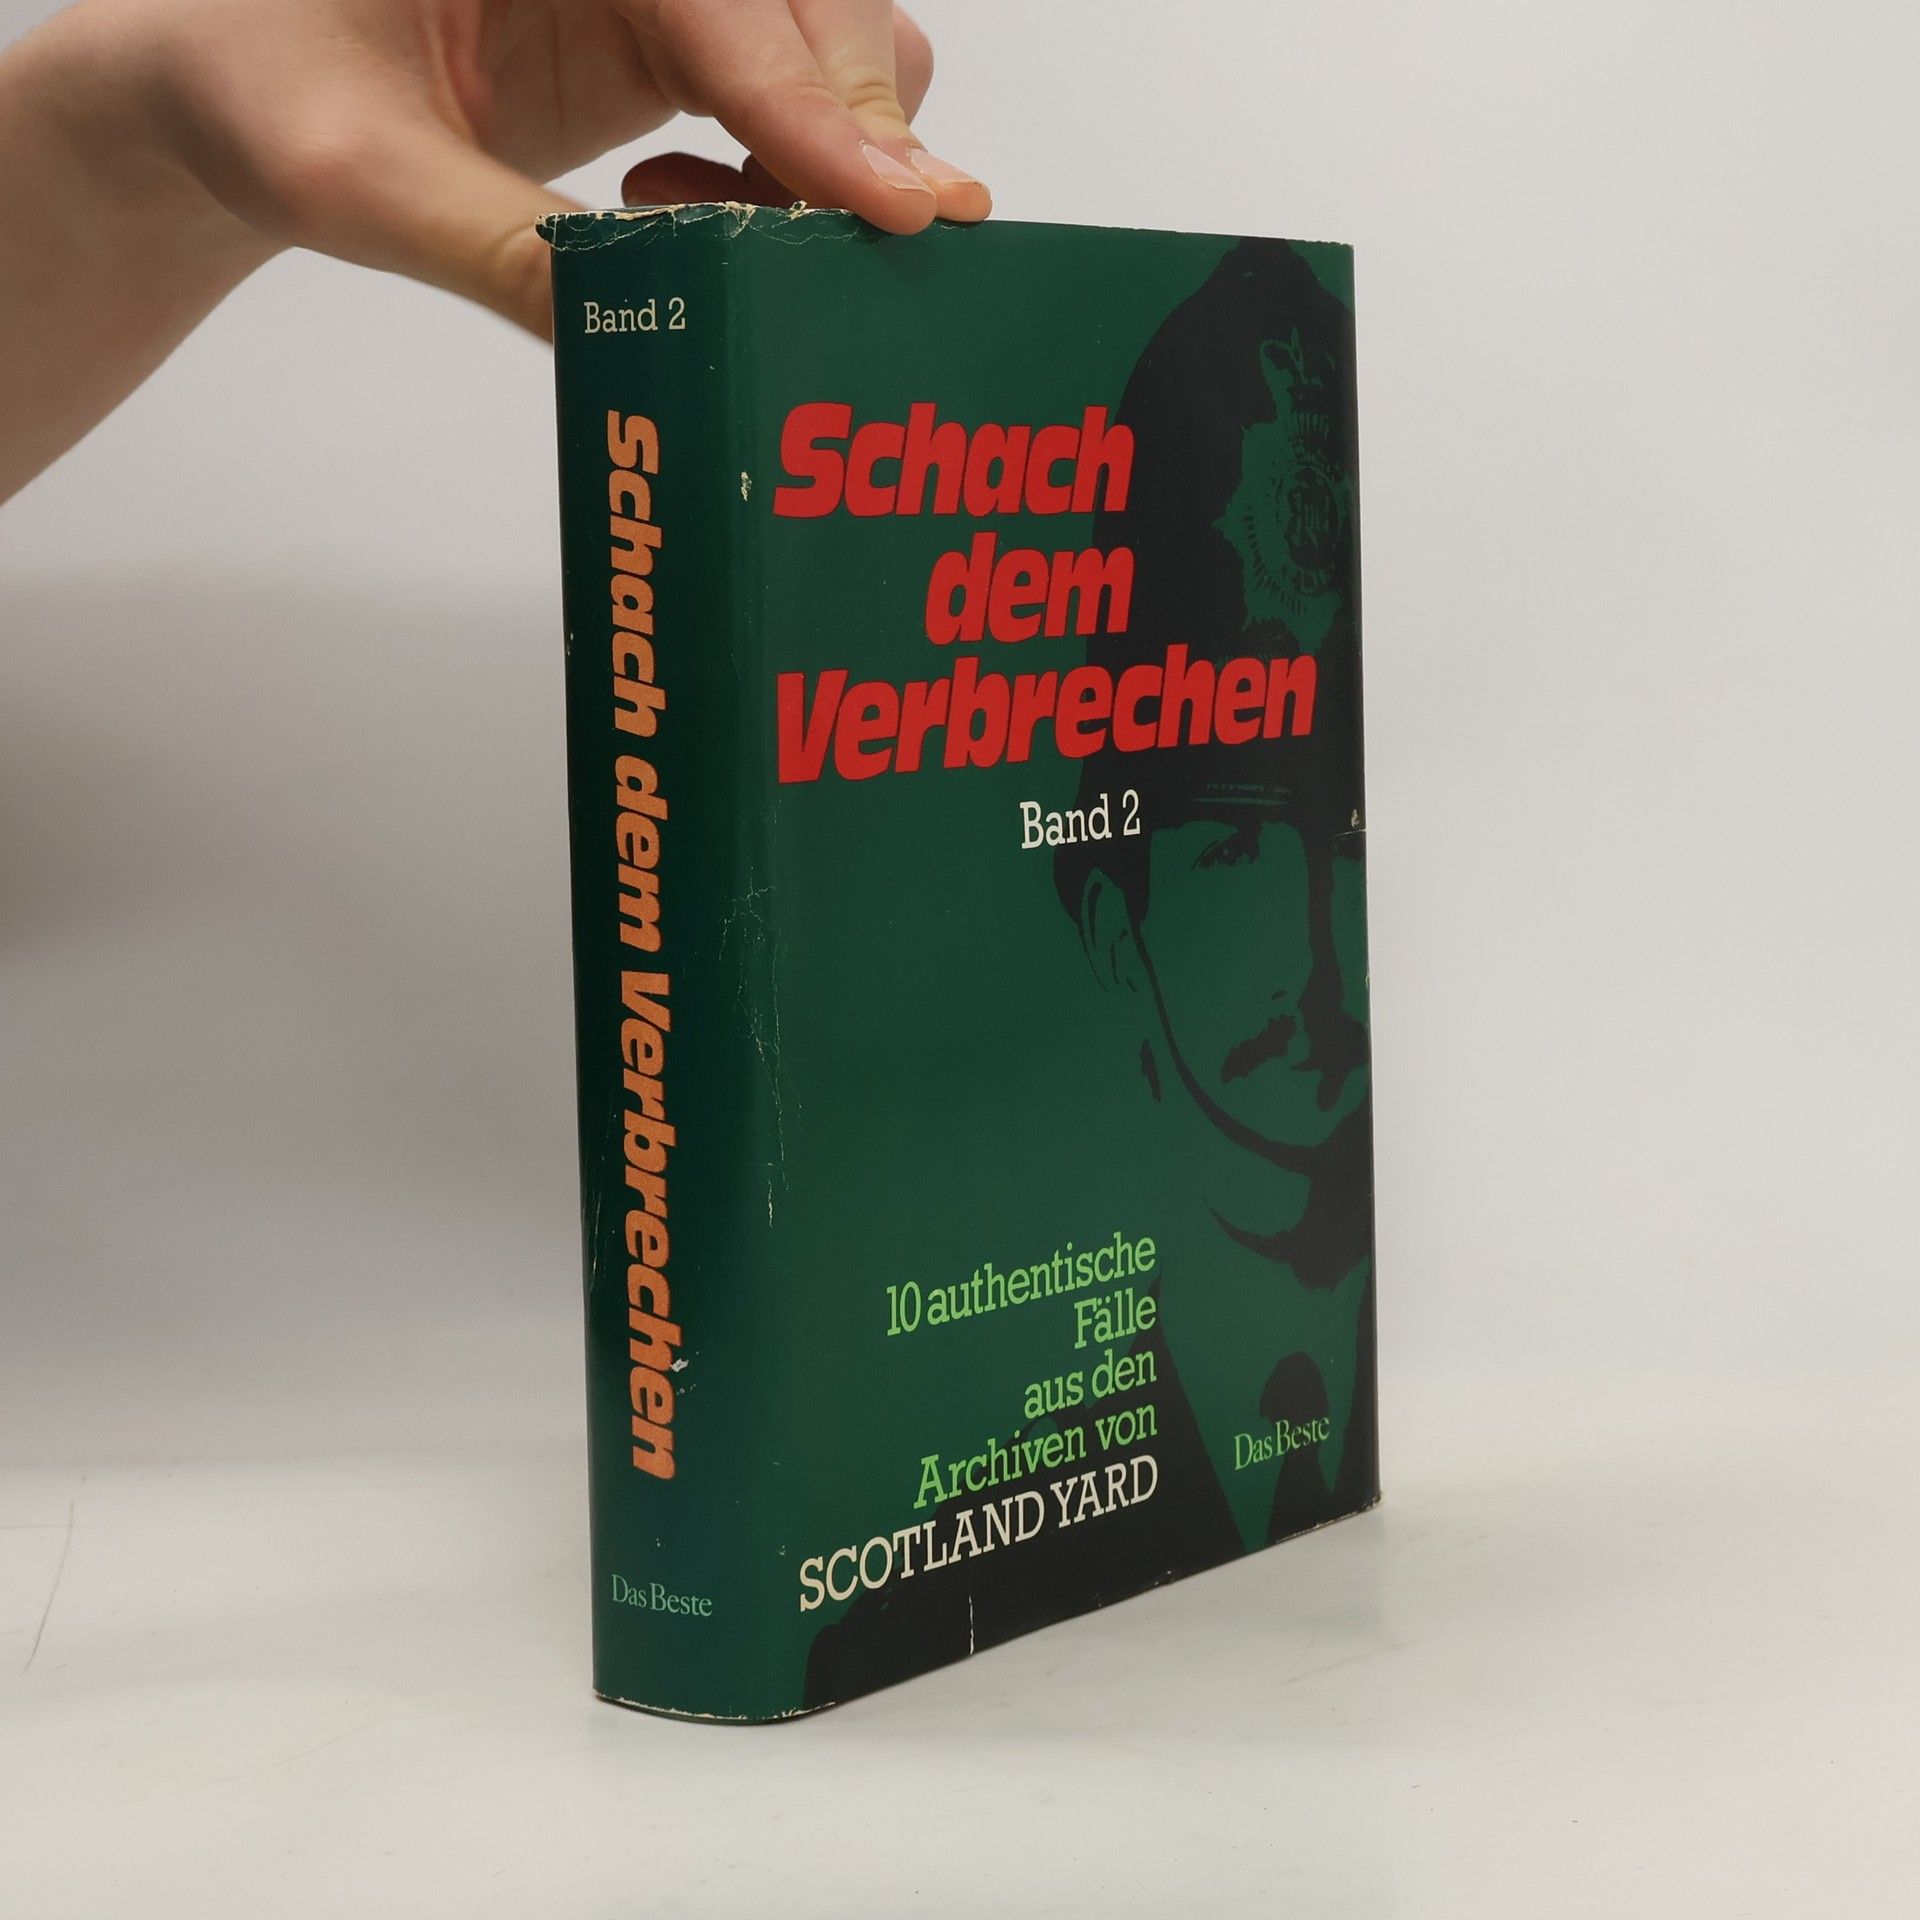 Band 2
Schach dem Verbrechen
Das Beste
Schach
dem
Verbrechen
Band 2
10 authentische
Fälle
aus den
Archiven von
SCOTLAND YARD
Das Beste